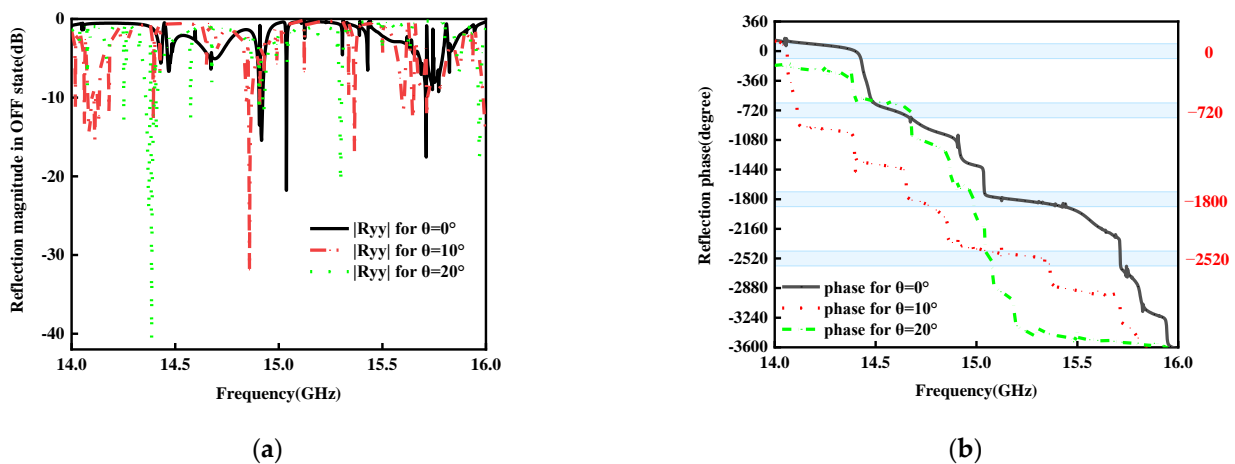 0
-10
-20
-30
-40
14.0
14.5
15.0
15.5
16.0
Reflection magnitude in OFF state(dB)
Frequency(GHz)
|Ryy| for θ=0°
|Ryy| for θ=10°
|Ryy| for θ=20°
(a)
360
0
-360
-720
-1080
-1440
-1800
-2160
-2520
-2880
-3240
-3600
14.0
14.5
15.0
15.5
16.0
Reflection phase(degree)
Frequency(GHz)
phase for θ=0°
phase for θ=10°
phase for θ=20°
0
−720
−1800
−2520
(b)